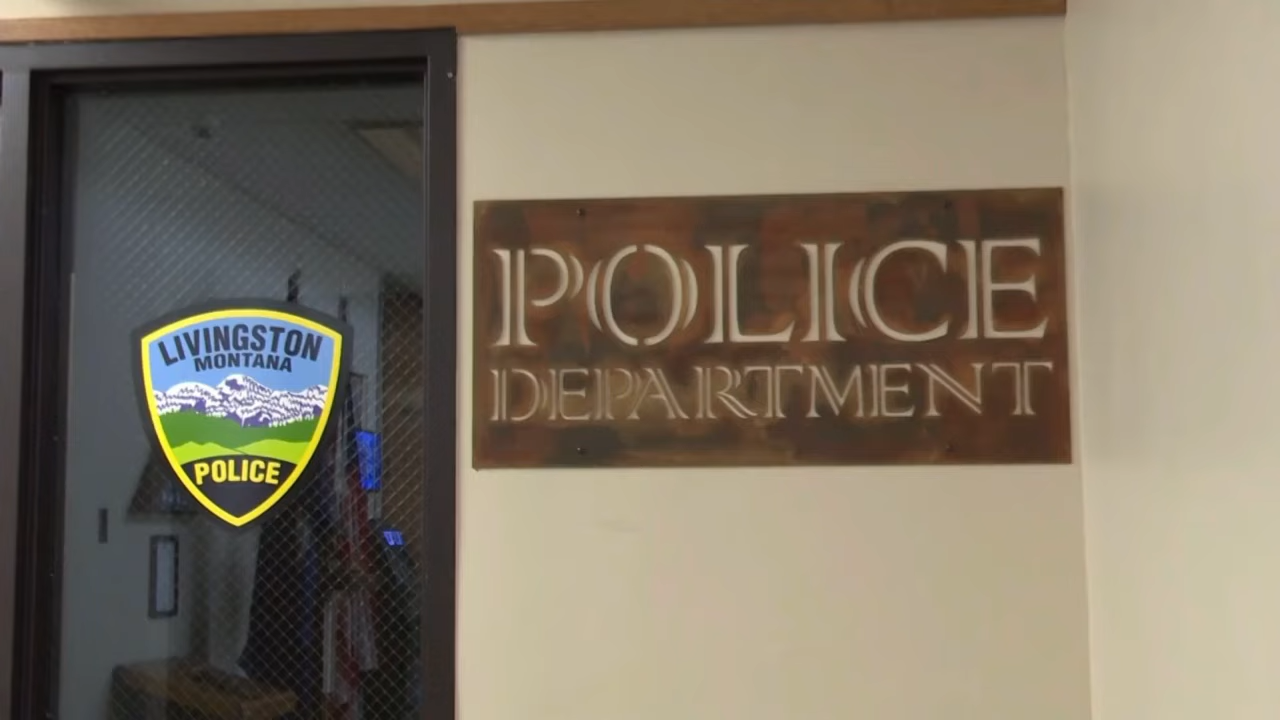 LIVINGSTON
MONTANA
POLICE
POLICE
DEPARTMENT